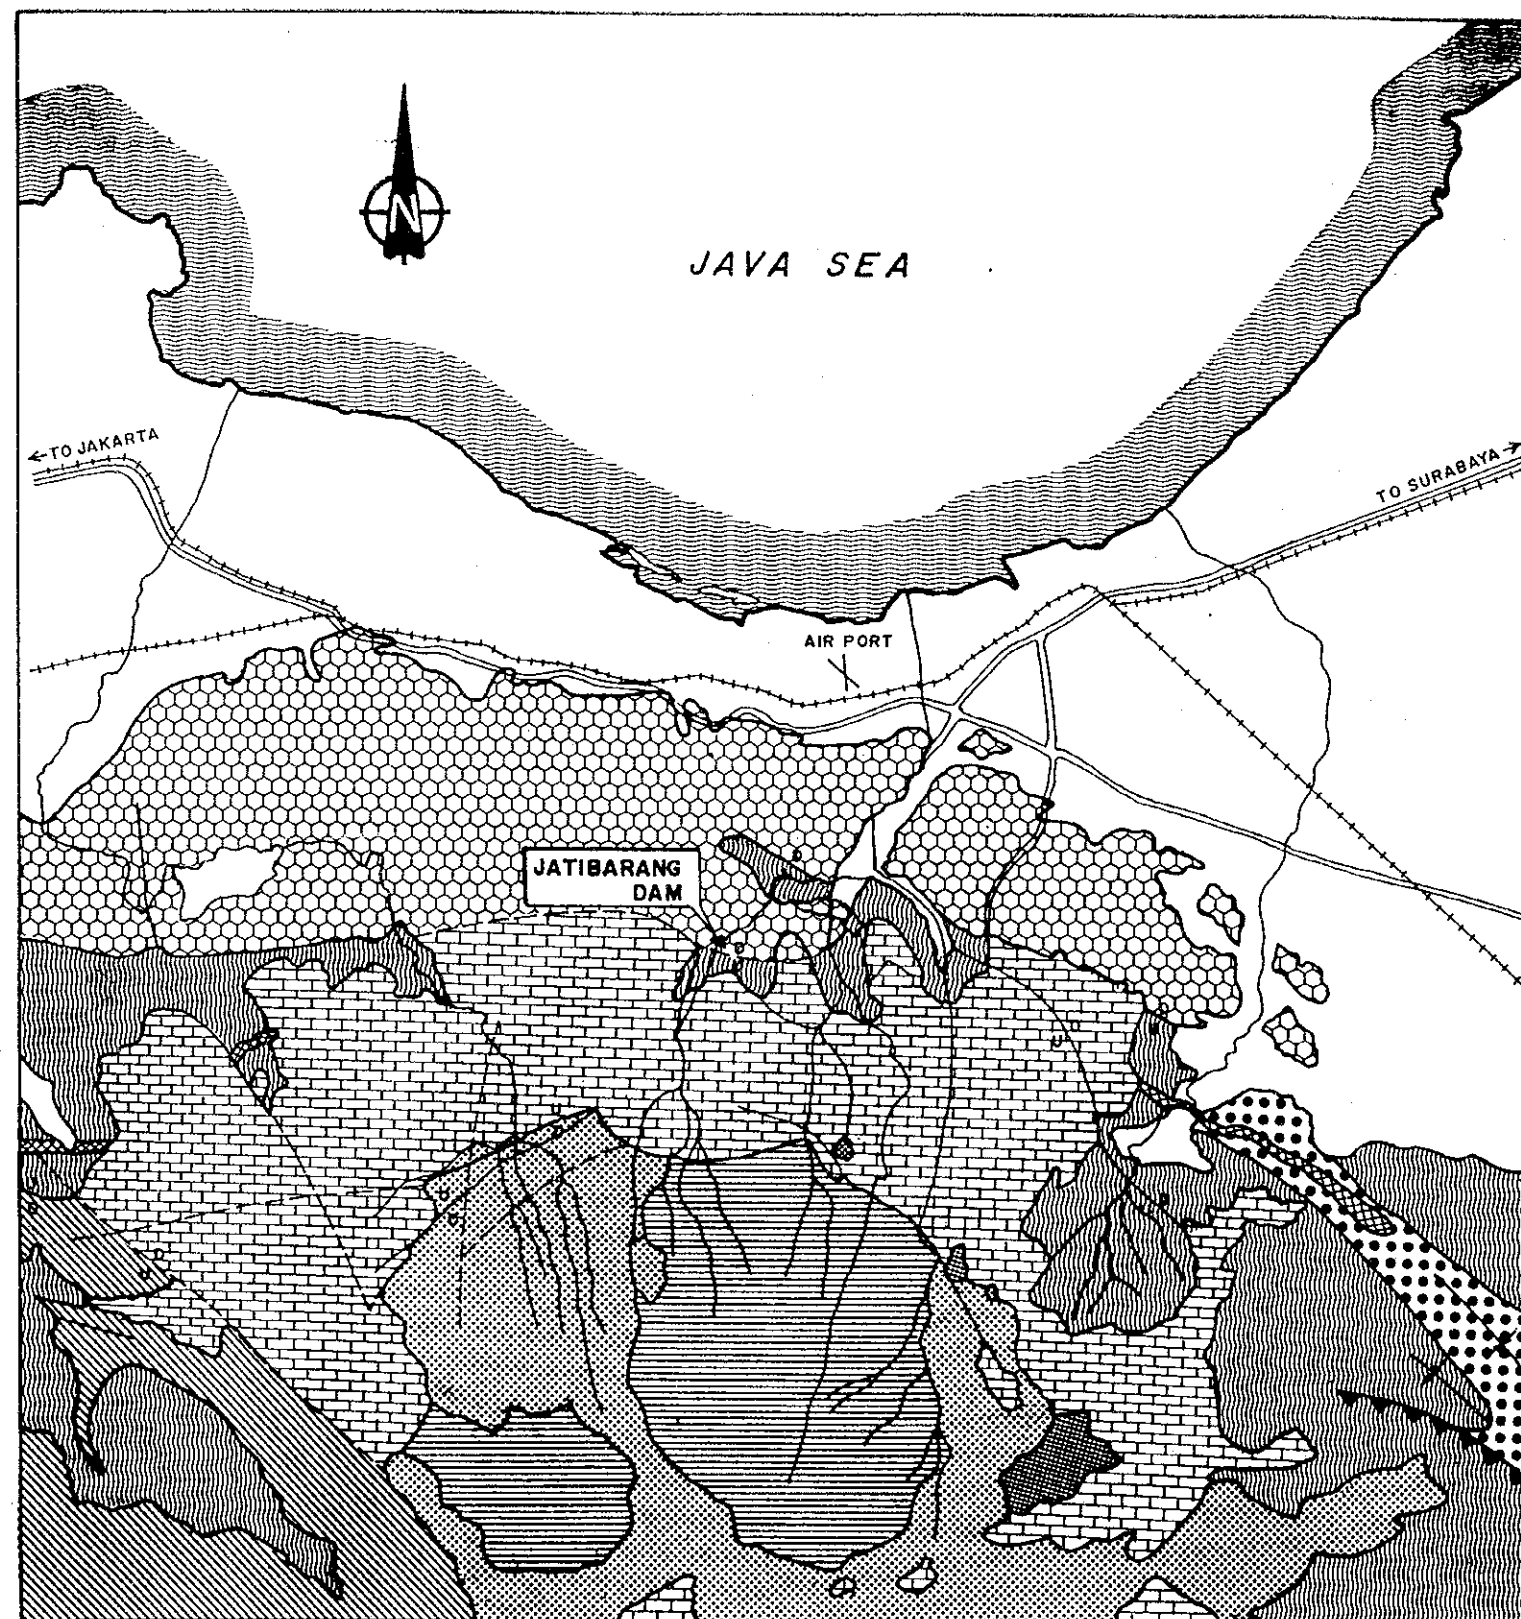 N
JAVA SEA
←TO JAKARTA
TO SURABAYA→
AIR PORT
JATIBARANG
DAM